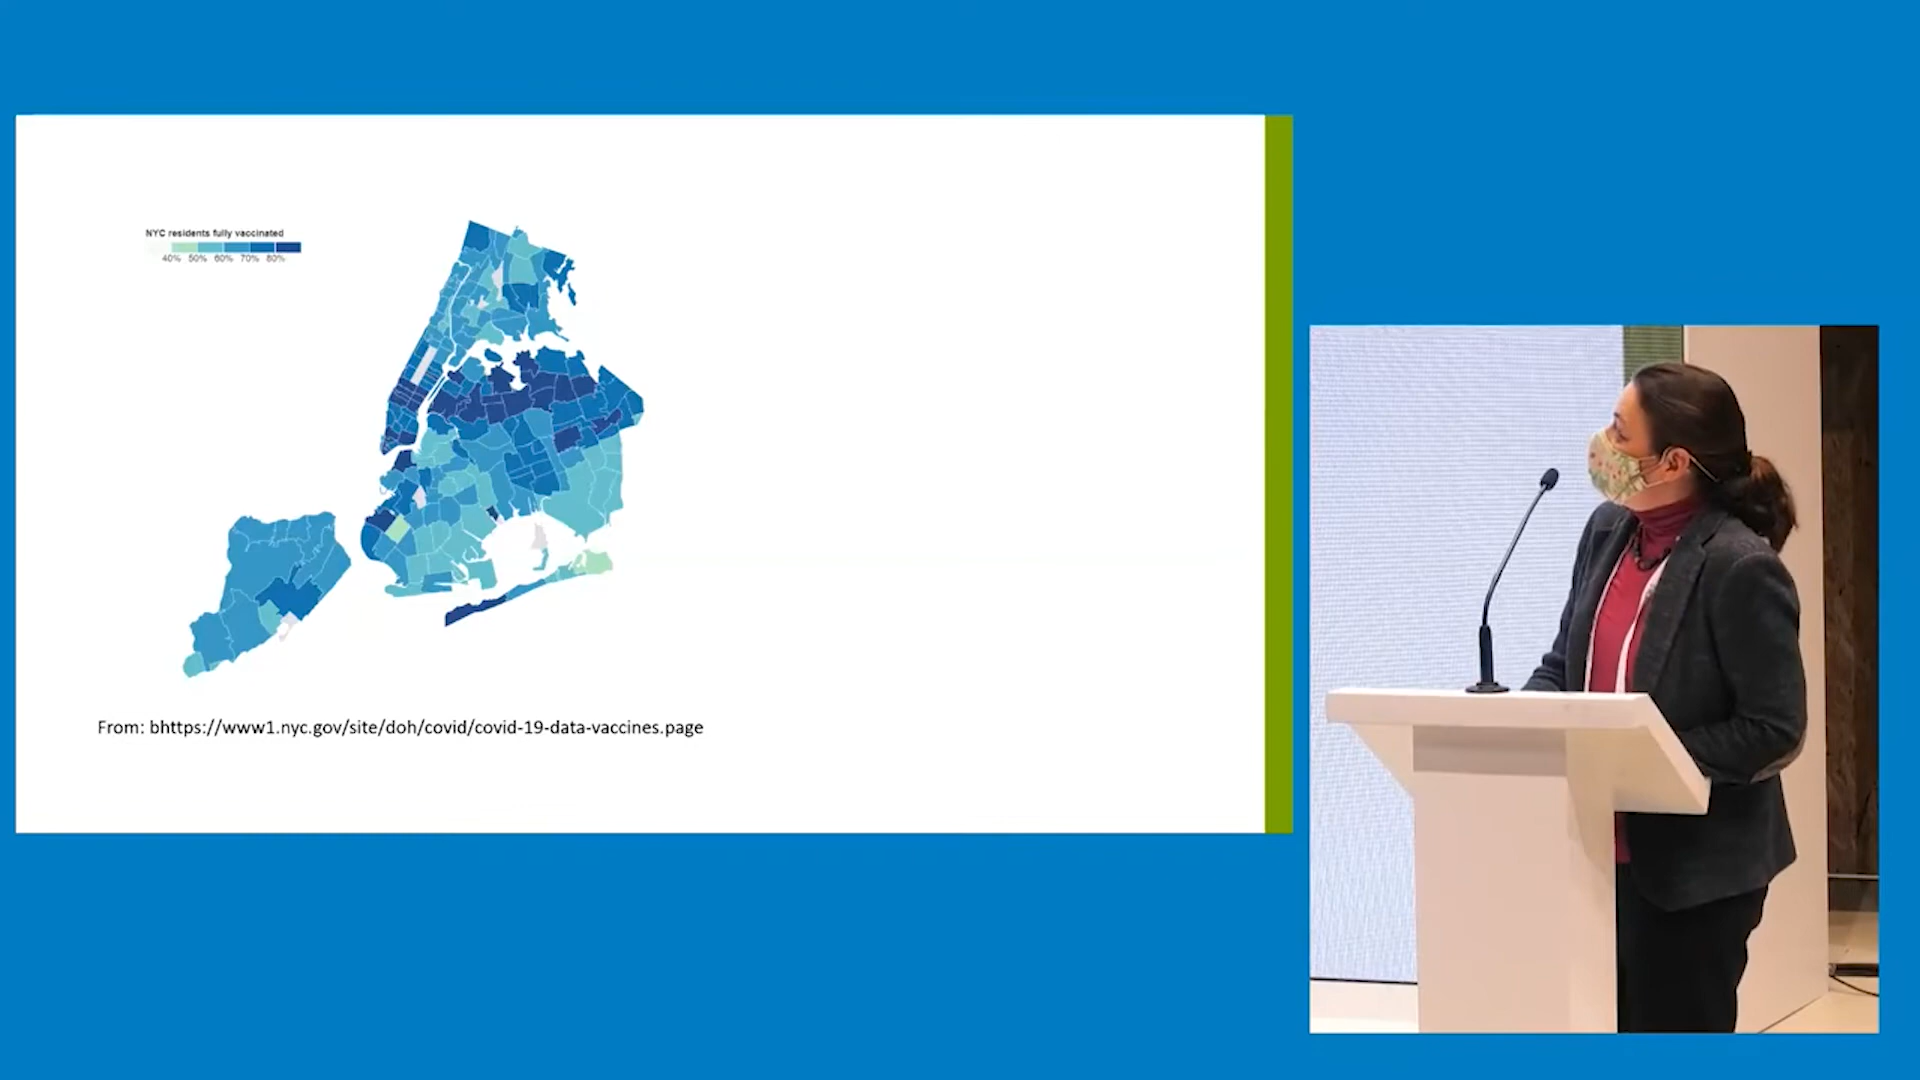 NYC residents fully vaccinated
40% 50% 60% 70% 80%
From: bhttps://www1.nyc.gov/site/doh/covid/covid-19-data-vaccines.page